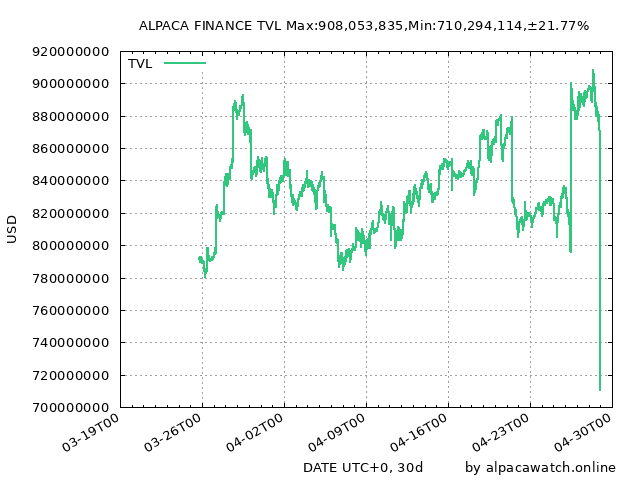 ALPACA FINANCE TVL Max:908,053,835,Min:710,294,114,±21.77%
TVL
920000000
900000000
880000000
860000000
840000000
820000000
800000000
780000000
760000000
740000000
720000000
700000000
USD
03-19T00
03-26T00
04-02T00
04-09T00
04-16T00
04-23T00
04-30T00
DATE UTC+0, 30d
by alpacawatch.online